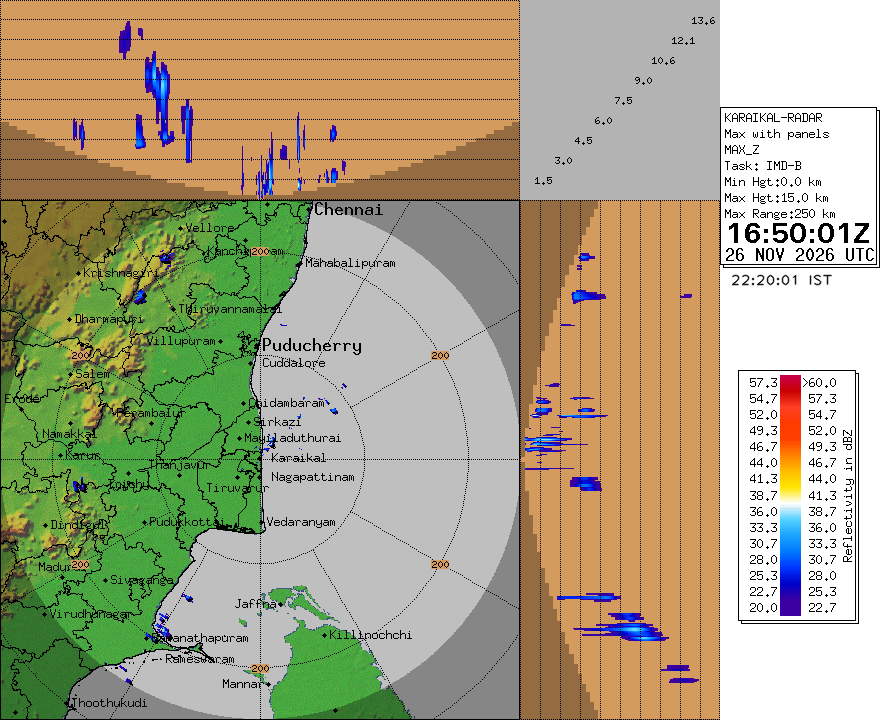 13.6
12.1
10.6
9.0
7.5
6.0
4.5
3.0
1.5
KARAIKAL-RADAR
Max with panels
MAX_Z
Task: IMD-B
Min Hgt:0.0 km
Max Hgt:15.0 km
Max Range:250 km
16:50:01Z
26 NOV 2026 UTC
22:20:01 IST
Chennai
Vellore
200
Mahabalipuram
Krishnagiri
Thiruvannamalai
Dharmapuri
Villupuram
Puducherry
200
200
Cuddalore
Salem
Erode
Chidambaram
Perambalur
Sirkazi
Namakkal
Mayiladuthurai
Karur
Karaikal
Thanjavur
Nagapattinam
Tiruvarur
Dindigul
Pudukkottai
Vedaranyam
200
200
Sivaganga
Jaffna
Virudhunagar
Killinochchi
Ramanathapuram
Rameswaram
200
Mannar
Thoothukudi
57.3 >60.0
54.7 57.3
52.0 54.7
49.3 52.0
46.7 49.3
44.0 46.7
41.3 44.0
38.7 41.3
36.0 38.7
33.3 36.0
30.7 33.3
28.0 30.7
25.3 28.0
22.7 25.3
20.0 22.7
Reflectivity in dBZ